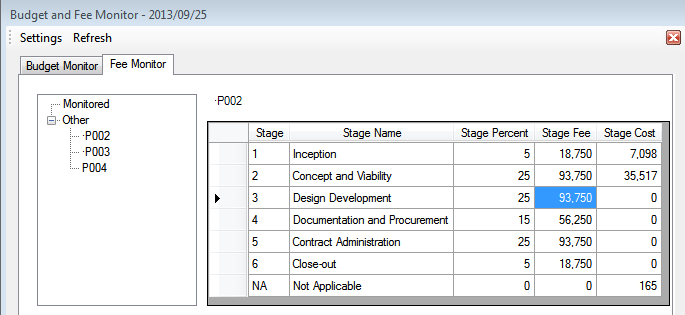 Budget and Fee Monitor - 2013/09/25
Settings Refresh
Budget Monitor Fee Monitor
Monitored
Other
·P002
·P003
P004
·P002
Stage Stage Name Stage Percent Stage Fee Stage Cost
1 Inception 5 18,750 7,098
2 Concept and Viability 25 93,750 35,517
3 Design Development 25 93,750 0
4 Documentation and Procurement 15 56,250 0
5 Contract Administration 25 93,750 0
6 Close-out 5 18,750 0
NA Not Applicable 0 0 165